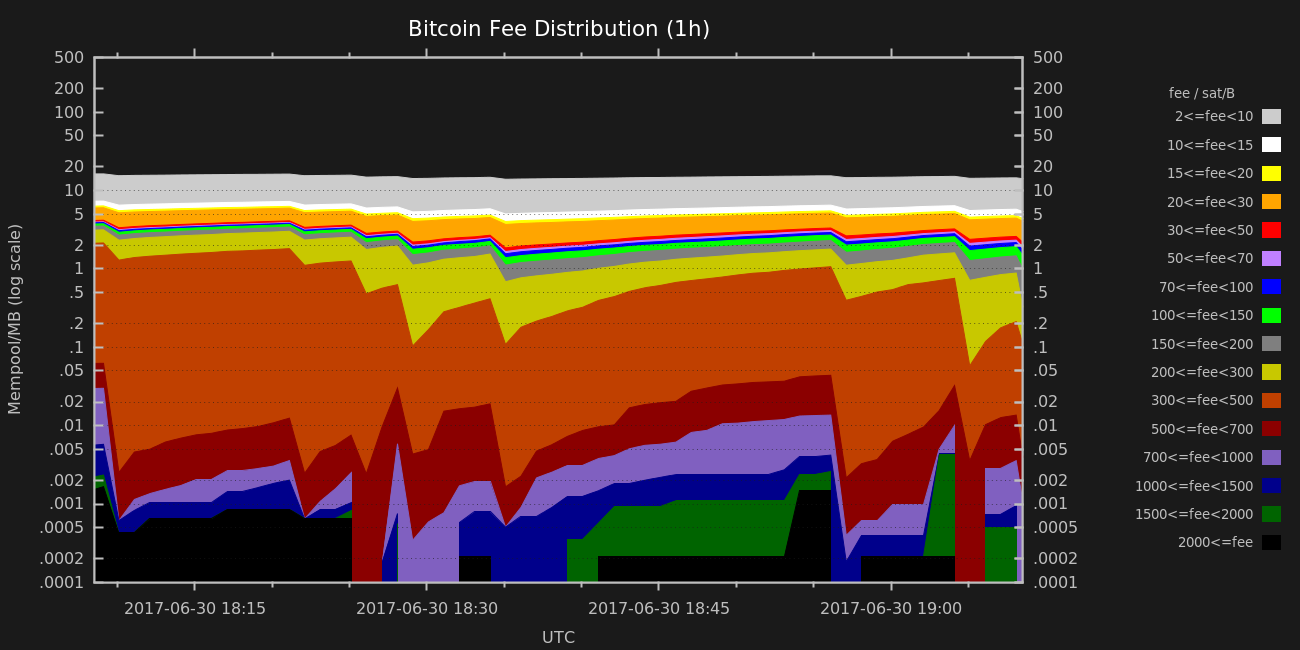 Bitcoin Fee Distribution (1h)
Mempool/MB (log scale)
500
200
100
50
20
10
5
2
1
.5
.2
.1
.05
.02
.01
.005
.002
.001
.0005
.0002
.0001
500
200
100
50
20
10
5
2
1
.5
.2
.1
.05
.02
.01
.005
.002
.001
.0005
.0002
.0001
2017-06-30 18:15
2017-06-30 18:30
2017-06-30 18:45
2017-06-30 19:00
UTC
fee / sat/B
2<=fee<10
10<=fee<15
15<=fee<20
20<=fee<30
30<=fee<50
50<=fee<70
70<=fee<100
100<=fee<150
150<=fee<200
200<=fee<300
300<=fee<500
500<=fee<700
700<=fee<1000
1000<=fee<1500
1500<=fee<2000
2000<=fee